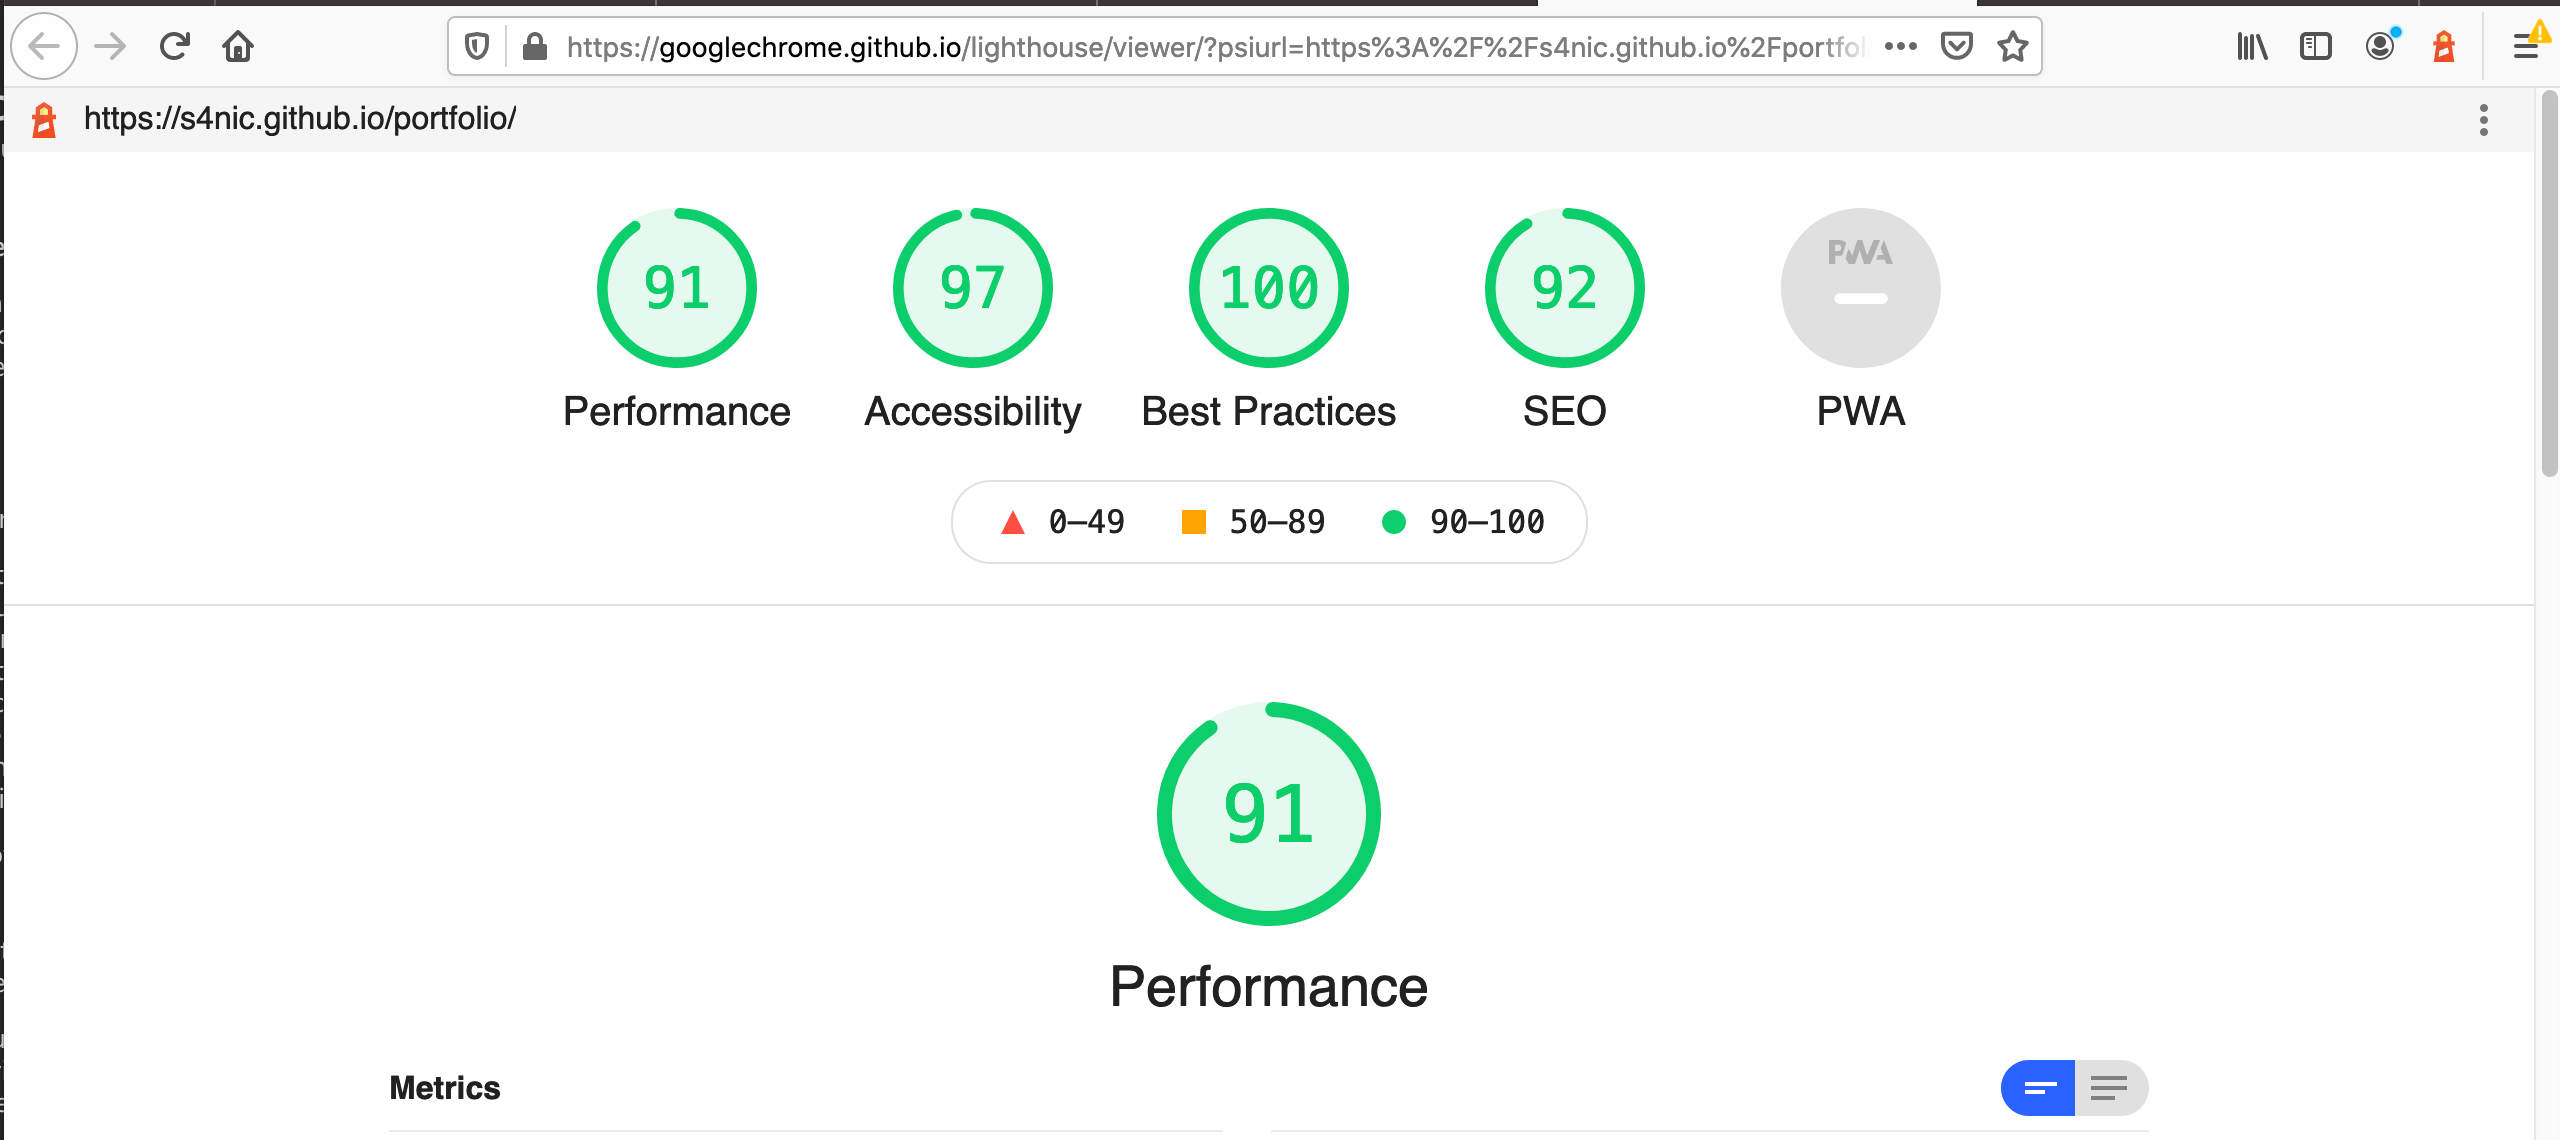 https://googlechrome.github.io/lighthouse/viewer/?psiurl=https%3A%2F%2Fs4nic.github.io%2Fportfol
https://s4nic.github.io/portfolio/
91 97 100 92 PWA
Performance Accessibility Best Practices SEO PWA
0–49 50–89 90–100
91
Performance
Metrics